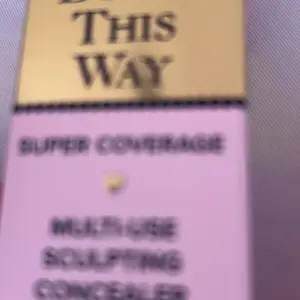 THIS
WAY
SUPER COVERAGE
MULTI-USE
SCULPTING
CONCEALER